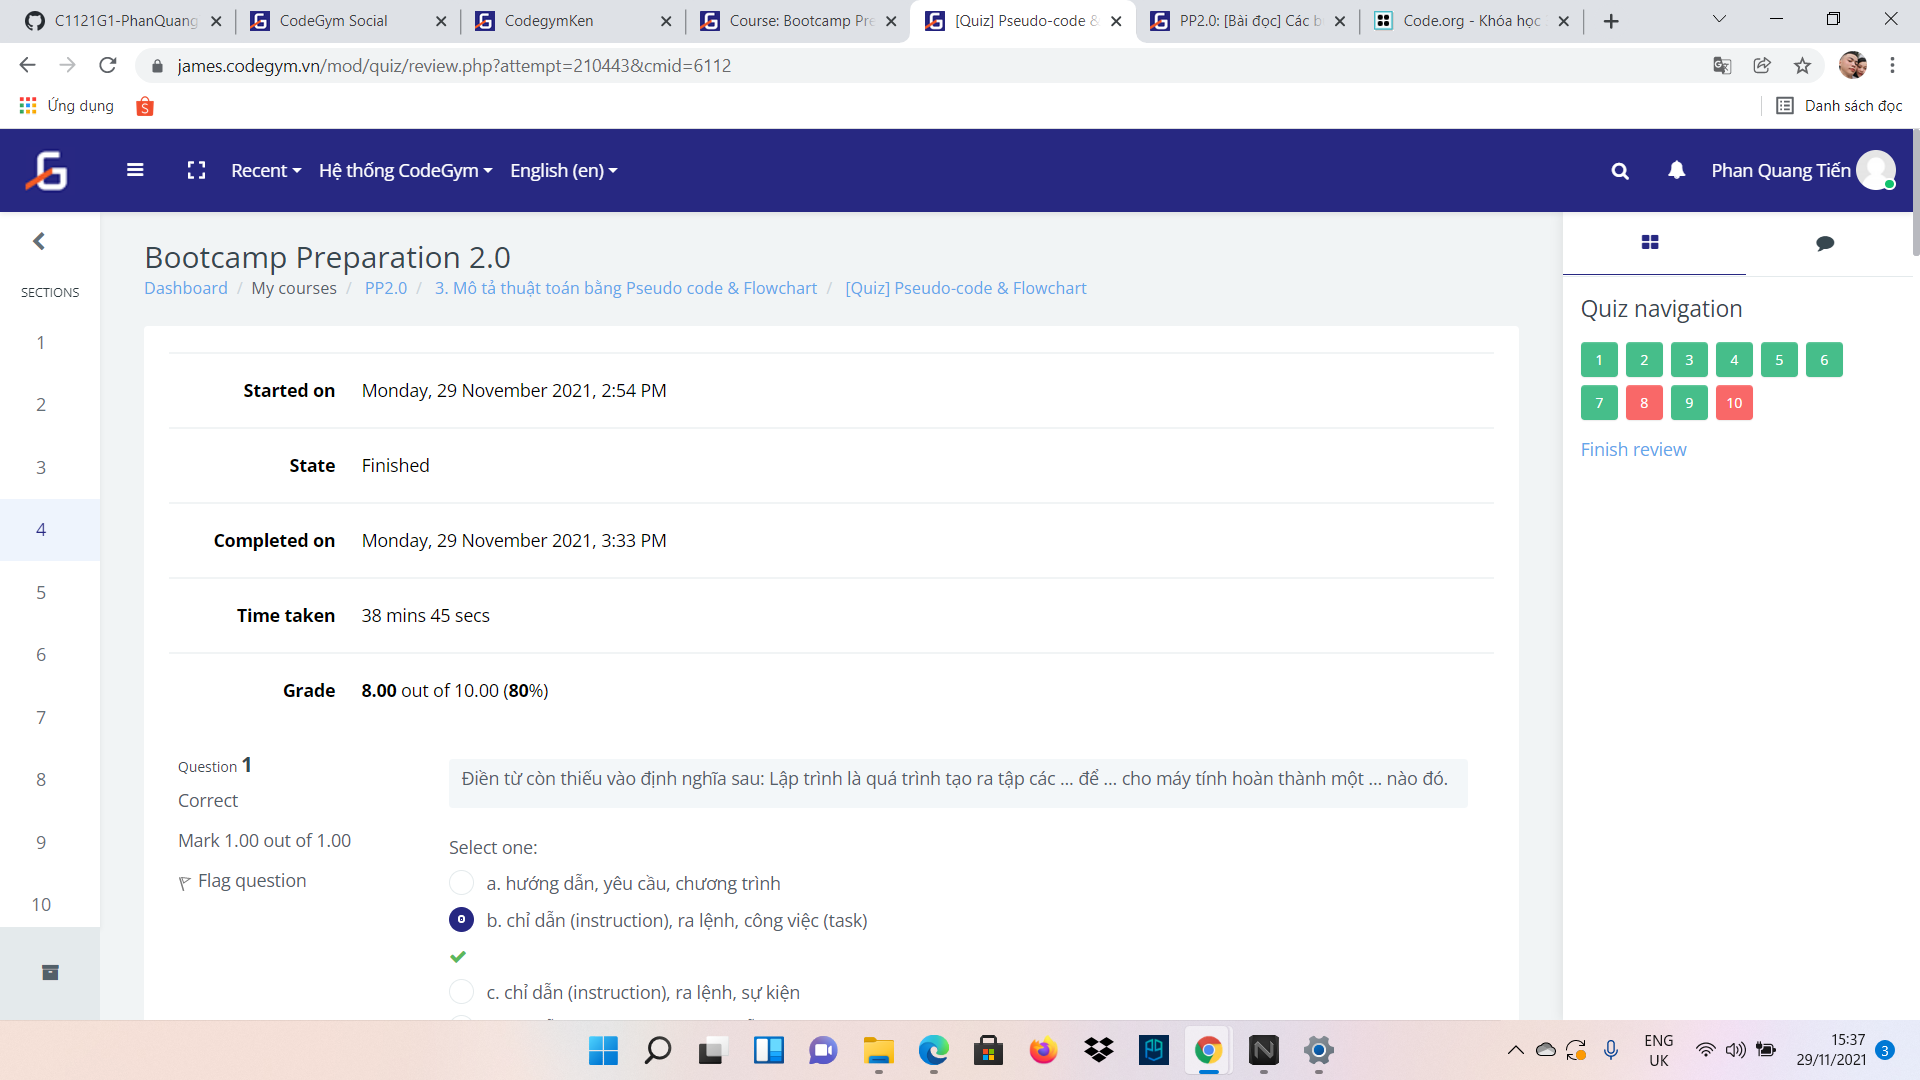 C1121G1-PhanQuang
CodeGym Social
CodegymKen
Course: Bootcamp Pre
[Quiz] Pseudo-code &
PP2.0: [Bài đọc] Các b
Code.org - Khóa học
james.codegym.vn/mod/quiz/review.php?attempt=210443&cmid=6112
Ứng dụng
Danh sách đọc
Recent
Hệ thống CodeGym
English (en)
Phan Quang Tiến
Bootcamp Preparation 2.0
Dashboard / My courses / PP2.0 / 3. Mô tả thuật toán bằng Pseudo code & Flowchart / [Quiz] Pseudo-code & Flowchart
SECTIONS
1
2
3
4
5
6
7
8
9
10
Started on Monday, 29 November 2021, 2:54 PM
State Finished
Completed on Monday, 29 November 2021, 3:33 PM
Time taken 38 mins 45 secs
Grade 8.00 out of 10.00 (80%)
Question 1
Correct
Mark 1.00 out of 1.00
Flag question
Điền từ còn thiếu vào định nghĩa sau: Lập trình là quá trình tạo ra tập các ... để ... cho máy tính hoàn thành một ... nào đó.
Select one:
a. hướng dẫn, yêu cầu, chương trình
b. chỉ dẫn (instruction), ra lệnh, công việc (task)
c. chỉ dẫn (instruction), ra lệnh, sự kiện
Quiz navigation
1 2 3 4 5 6
7 8 9 10
Finish review
ENG
UK
15:37
29/11/2021
3